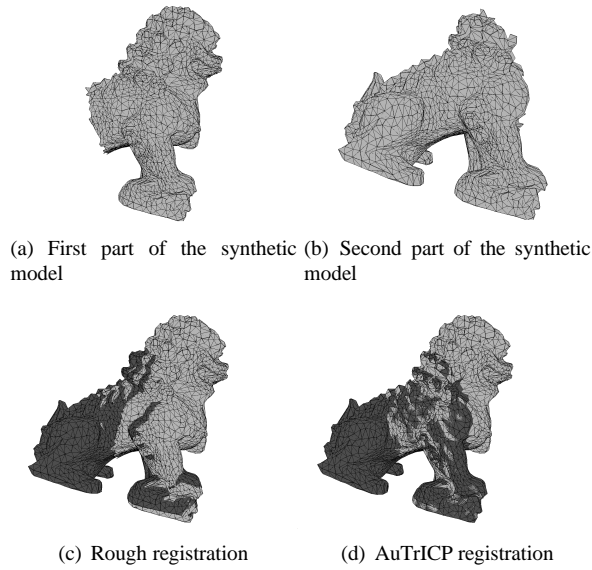 (a) First part of the synthetic
model
(b) Second part of the synthetic
model
(c) Rough registration
(d) AuTrICP registration